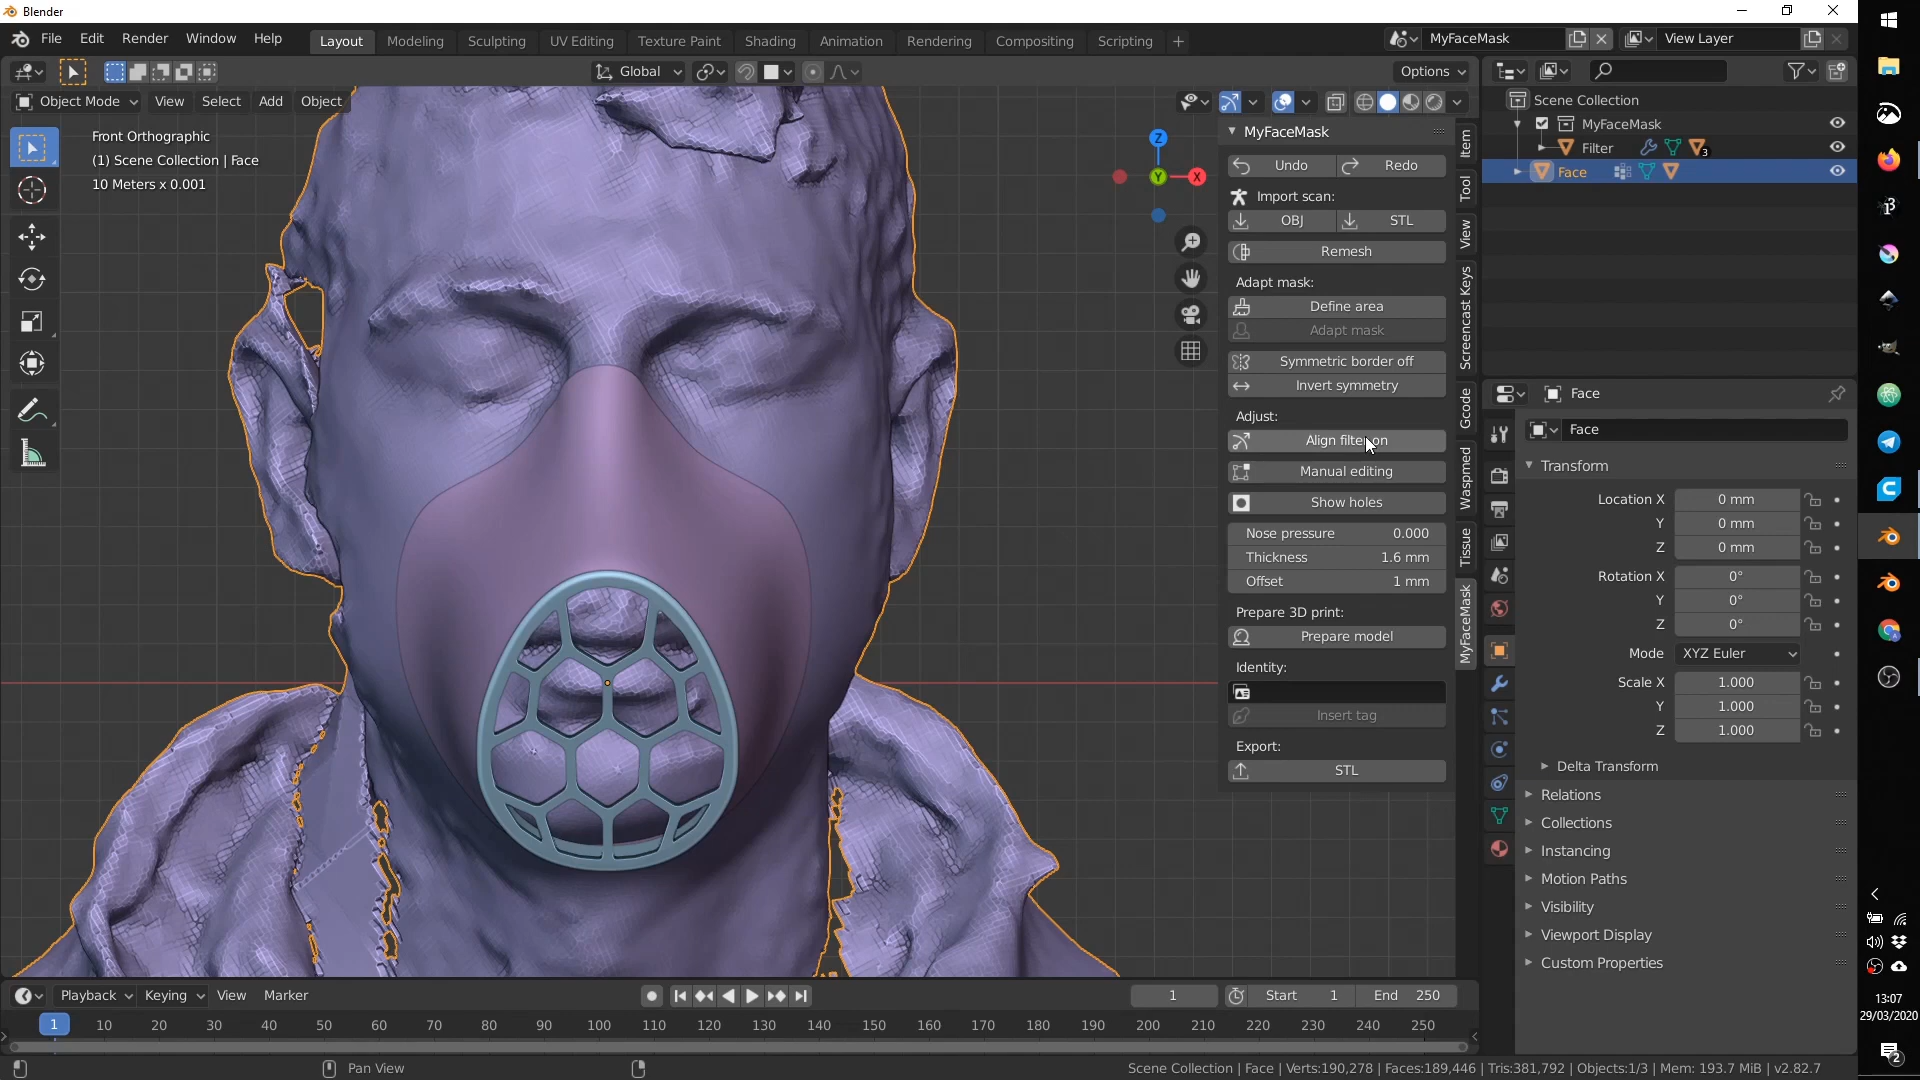 Blender
File Edit Render Window Help
Layout Modeling Sculpting UV Editing Texture Paint Shading Animation Rendering Compositing Scripting +
MyFaceMask
View Layer
Global
Options
Object Mode View Select Add Object
Front Orthographic
(1) Scene Collection | Face
10 Meters x 0.001
Z
Y
X
MyFaceMask
Undo Redo
Import scan:
OBJ STL
Remesh
Adapt mask:
Define area
Adapt mask
Symmetric border off
Invert symmetry
Adjust:
Align filter on
Manual editing
Show holes
Nose pressure 0.000
Thickness 1.6 mm
Offset 1 mm
Prepare 3D print:
Prepare model
Identity:
Insert tag
Export:
STL
Item
Tool
View
Screencast Keys
Gcode
Waspmed
Tissue
MyFaceMask
Scene Collection
MyFaceMask
Filter 3
Face
Face
Face
Transform
Location X 0 mm
Y 0 mm
Z 0 mm
Rotation X 0°
Y 0°
Z 0°
Mode XYZ Euler
Scale X 1.000
Y 1.000
Z 1.000
Delta Transform
Relations
Collections
Instancing
Motion Paths
Visibility
Viewport Display
Custom Properties
Playback Keying View Marker
1 Start 1 End 250
1 10 20 30 40 50 60 70 80 90 100 110 120 130 140 150 160 170 180 190 200 210 220 230 240 250
Pan View
Scene Collection | Face | Verts:190,278 | Faces:189,446 | Tris:381,792 | Objects:1/3 | Mem: 193.7 MiB | v2.82.7
13:07
29/03/2020
2